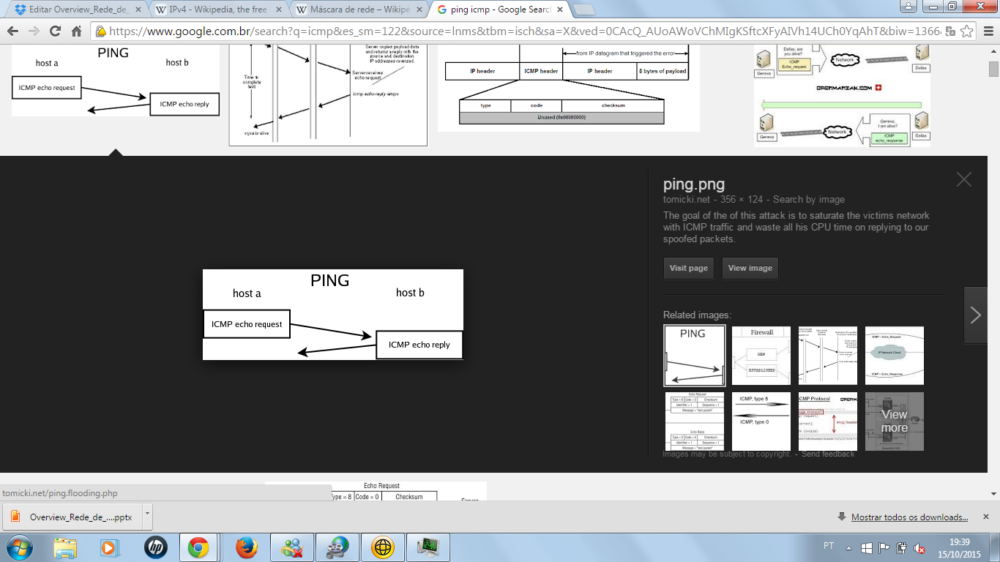 Editar Overview_Rede_de_
IPv4 - Wikipedia, the free
Máscara de rede – Wikipé
ping icmp - Google Searc
https://www.google.com.br/search?q=icmp&es_sm=122&source=lnms&tbm=isch&sa=X&ved=0CAcQ_AUoAWoVChMIgKSftcXFyAIVh14UCh0YqAhT&biw=1366&
PING
host a
host b
ICMP echo request
ICMP echo reply
Server copies payload data
and returns a reply with the
source and destination
IP addresses reversed.
Time to
complete
test
Server receives
echo request
icmp echo-reply
sys a is alive
from IP datagram that triggered the error
IP header
ICMP header
IP header
8 bytes of payload
type
code
checksum
Unused (0x00000000)
Dallas, are
you alive?
ICMP
Echo_request
Network
Geneva
Dallas
OPENMANIAK.COM
Geneva,
I am alive?
ICMP
echo_response
Network
Geneva
Dallas
PING
host a
host b
ICMP echo request
ICMP echo reply
ping.png
tomicki.net - 356 × 124 - Search by image
The goal of the of this attack is to saturate the victims network
with ICMP traffic and waste all his CPU time on replying to our
spoofed packets.
Visit page
View image
Related images:
PING
Firewall
NEW
ESTABLISHED
ICMP - Echo_Request
IP Network Cloud
ICMP - Echo_Response
Echo Request
Type = 8 Code = 0 Checksum
Identifier = 1 Sequence = 1
Message = "test packet"
Echo Reply
Type = 0 Code = 0 Checksum
Identifier = 1 Sequence = 1
Message = "test packet"
ICMP, type 8
ICMP, type 0
ICMP Protocol
View
more
Images may be subject to copyright. - Send feedback
tomicki.net/ping.flooding.php
Echo Request
ype = 8 Code = 0 Checksum
Server
Overview_Rede_de_....pptx
Mostrar todos os downloads...
hp
PT
19:39
15/10/2015